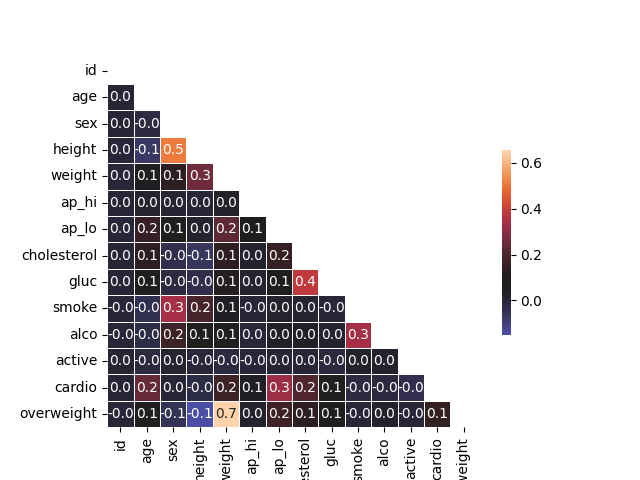 id
age 0.0
sex 0.0 -0.0
height 0.0 -0.1 0.5
weight 0.0 0.1 0.1 0.3
ap_hi 0.0 0.0 0.0 0.0 0.0
ap_lo 0.0 0.2 0.1 0.0 0.2 0.1
cholesterol 0.0 0.1 -0.0 -0.1 0.1 0.0 0.2
gluc 0.0 0.1 -0.0 -0.0 0.1 0.0 0.1 0.4
smoke -0.0 -0.0 0.3 0.2 0.1 -0.0 0.0 0.0 -0.0
alco 0.0 -0.0 0.2 0.1 0.1 0.0 0.0 0.0 0.0 0.3
active 0.0 -0.0 0.0 -0.0 -0.0 -0.0 0.0 0.0 -0.0 0.0 0.0
cardio 0.0 0.2 0.0 -0.0 0.2 0.1 0.3 0.2 0.1 -0.0 -0.0 -0.0
overweight -0.0 0.1 -0.1 -0.1 0.7 0.0 0.2 0.1 0.1 -0.0 0.0 -0.0 0.1
id age sex height weight ap_hi ap_lo esterol gluc smoke alco active cardio weight
0.6
0.4
0.2
0.0